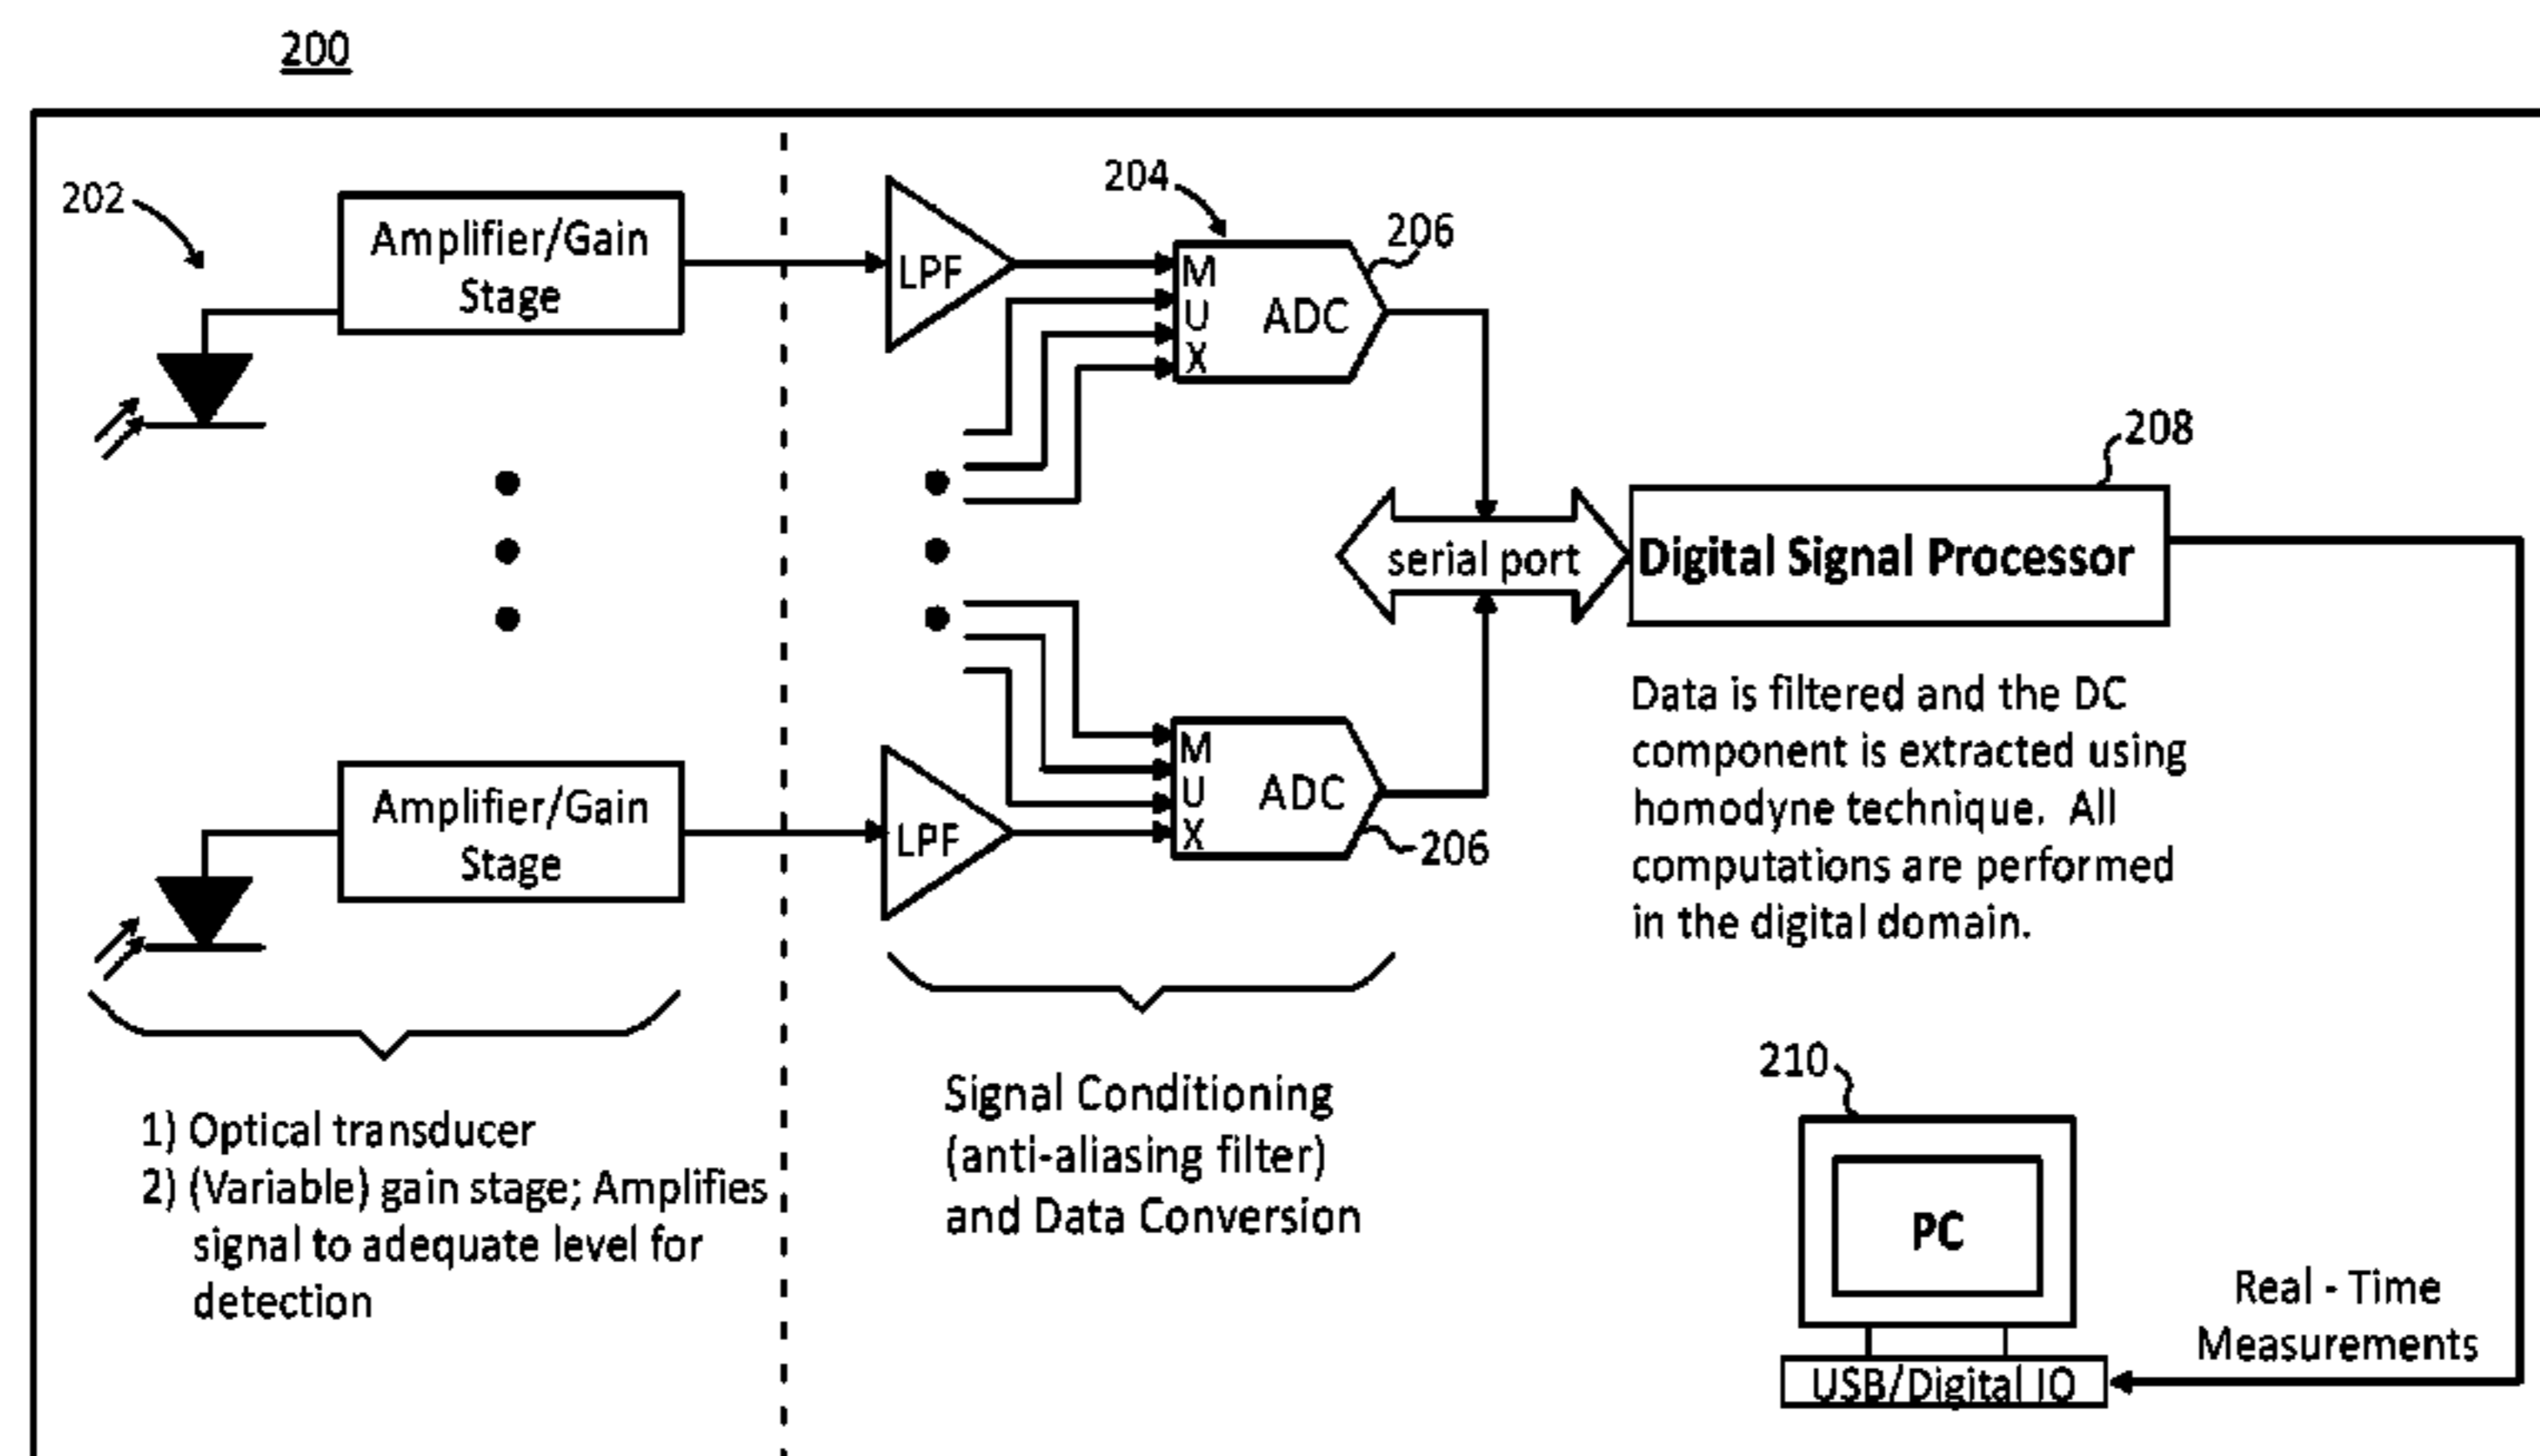 200
202
Amplifier/Gain
Stage
LPF
204
M
U
X
ADC
206
208
serial port
Digital Signal Processor
Amplifier/Gain
Stage
LPF
M
U
X
ADC
206
Data is filtered and the DC
component is extracted using
homodyne technique. All
computations are performed
in the digital domain.
1) Optical transducer
2) (Variable) gain stage; Amplifies
signal to adequate level for
detection
Signal Conditioning
(anti-aliasing filter)
and Data Conversion
210
PC
USB/Digital IO
Real - Time
Measurements